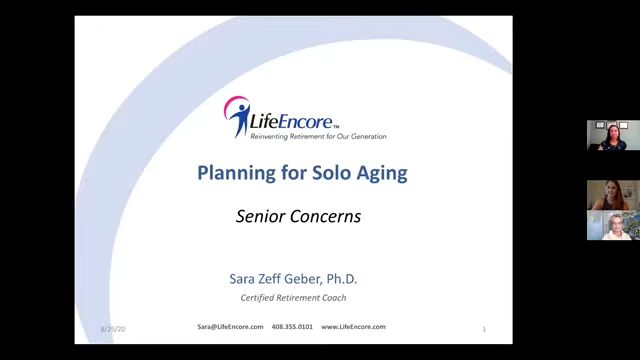 LifeEncore™
Reinventing Retirement for Our Generation
Planning for Solo Aging
Senior Concerns
Sara Zeff Geber, Ph.D.
Certified Retirement Coach
8/25/20 Sara@LifeEncore.com 408.355.0101 www.LifeEncore.com 1